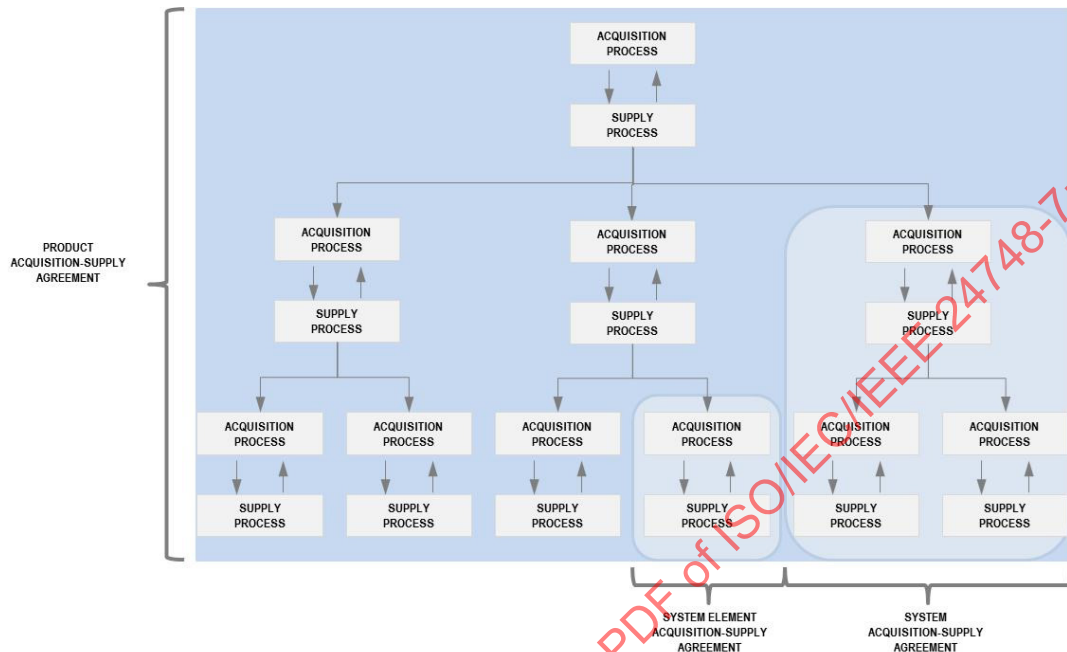 ACQUISITION
PROCESS
SUPPLY
PROCESS
ACQUISITION
PROCESS
ACQUISITION
PROCESS
ACQUISITION
PROCESS
PRODUCT
ACQUISITION-SUPPLY
AGREEMENT
SUPPLY
PROCESS
SUPPLY
PROCESS
SUPPLY
PROCESS
ACQUISITION
PROCESS
ACQUISITION
PROCESS
ACQUISITION
PROCESS
ACQUISITION
PROCESS
ACQUISITION
PROCESS
ACQUISITION
PROCESS
SUPPLY
PROCESS
SUPPLY
PROCESS
SUPPLY
PROCESS
SUPPLY
PROCESS
SUPPLY
PROCESS
SUPPLY
PROCESS
SYSTEM ELEMENT
ACQUISITION-SUPPLY
AGREEMENT
SYSTEM
ACQUISITION-SUPPLY
AGREEMENT
PDF of ISO/IEC/IEEE 24748-7